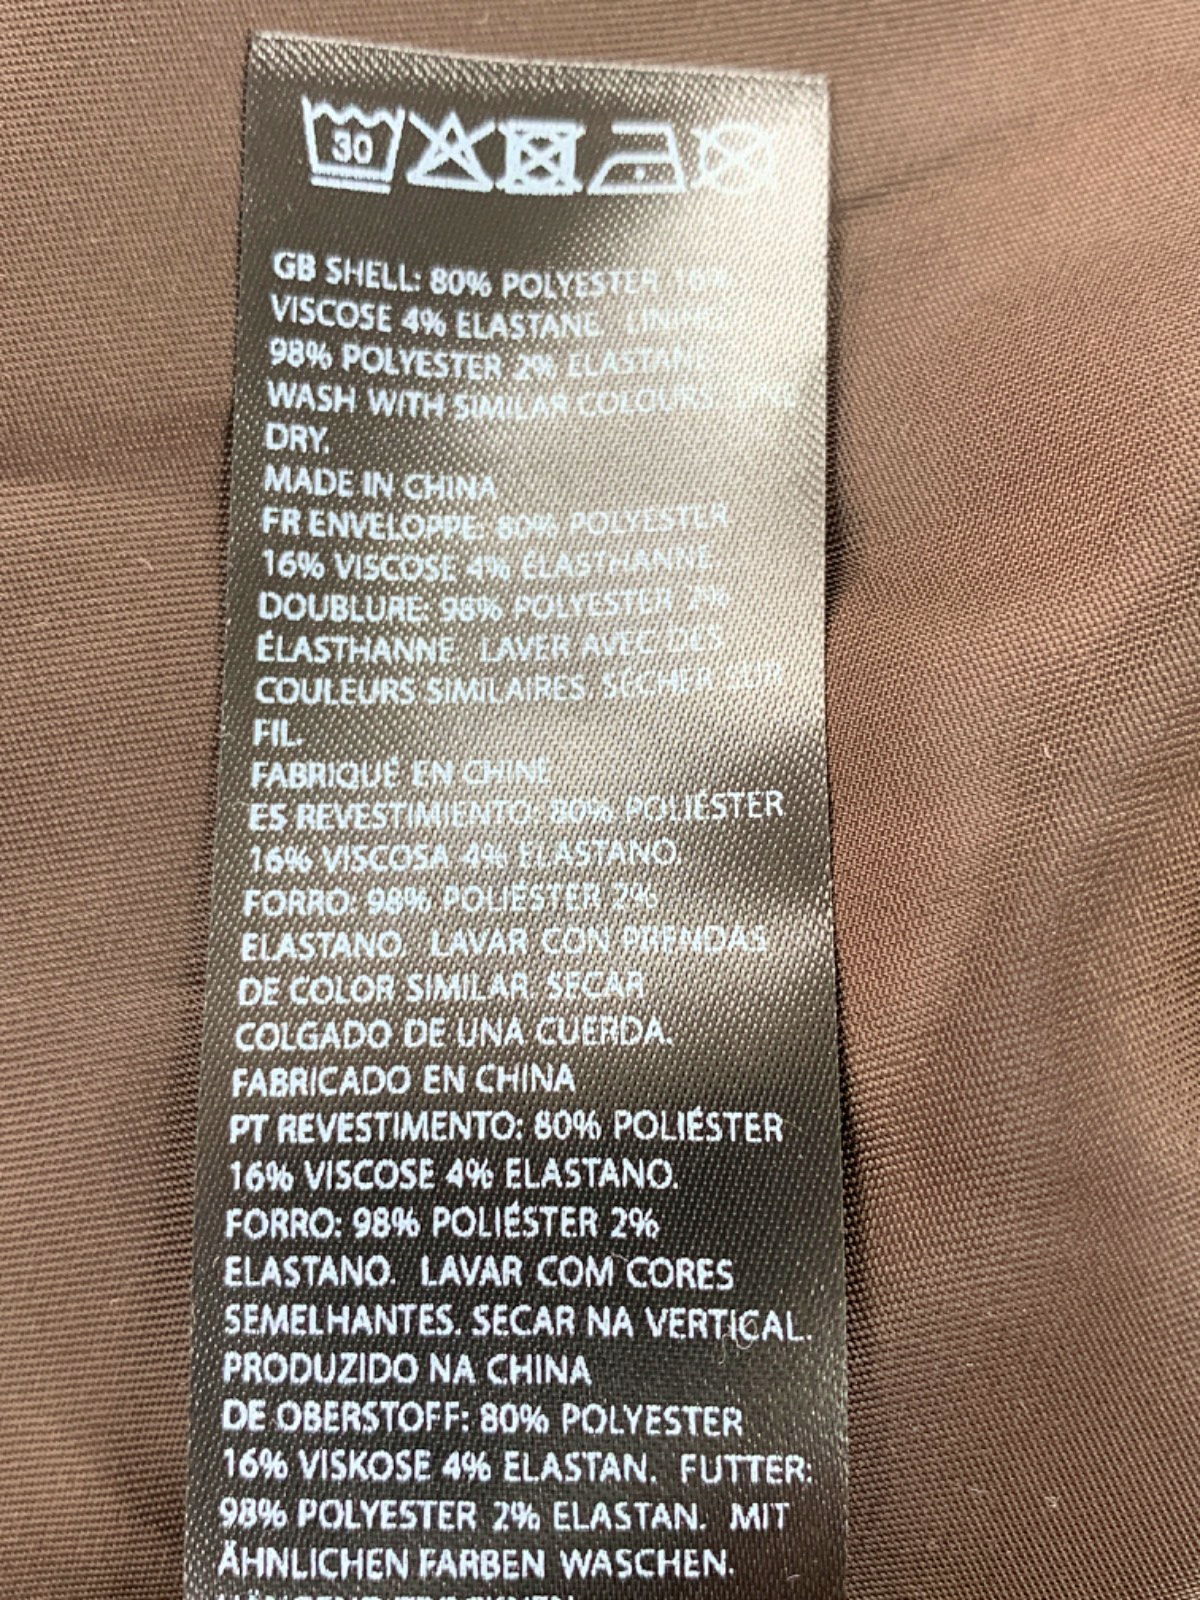 30
GB SHELL: 80% POLYESTER 16%
VISCOSE 4% ELASTANE. LINING:
98% POLYESTER 2% ELASTANE
WASH WITH SIMILAR COLOURS.
DRY.
MADE IN CHINA
FR ENVELOPPE: 80% POLYESTER
16% VISCOSE 4% ÉLASTHANNE
DOUBLURE: 98% POLYESTER 2%
ÉLASTHANNE. LAVER AVEC DES
COULEURS SIMILAIRES. SÉCHER SUR
FIL.
FABRIQUÉ EN CHINE
ES REVESTIMIENTO: 80% POLIÉSTER
16% VISCOSA 4% ELASTANO.
FORRO: 98% POLIÉSTER 2%
ELASTANO. LAVAR CON PRENDAS
DE COLOR SIMILAR. SECAR
COLGADO DE UNA CUERDA.
FABRICADO EN CHINA
PT REVESTIMENTO: 80% POLIÉSTER
16% VISCOSE 4% ELASTANO.
FORRO: 98% POLIÉSTER 2%
ELASTANO. LAVAR COM CORES
SEMELHANTES. SECAR NA VERTICAL.
PRODUZIDO NA CHINA
DE OBERSTOFF: 80% POLYESTER
16% VISKOSE 4% ELASTAN. FUTTER:
98% POLYESTER 2% ELASTAN. MIT
ÄHNLICHEN FARBEN WASCHEN.